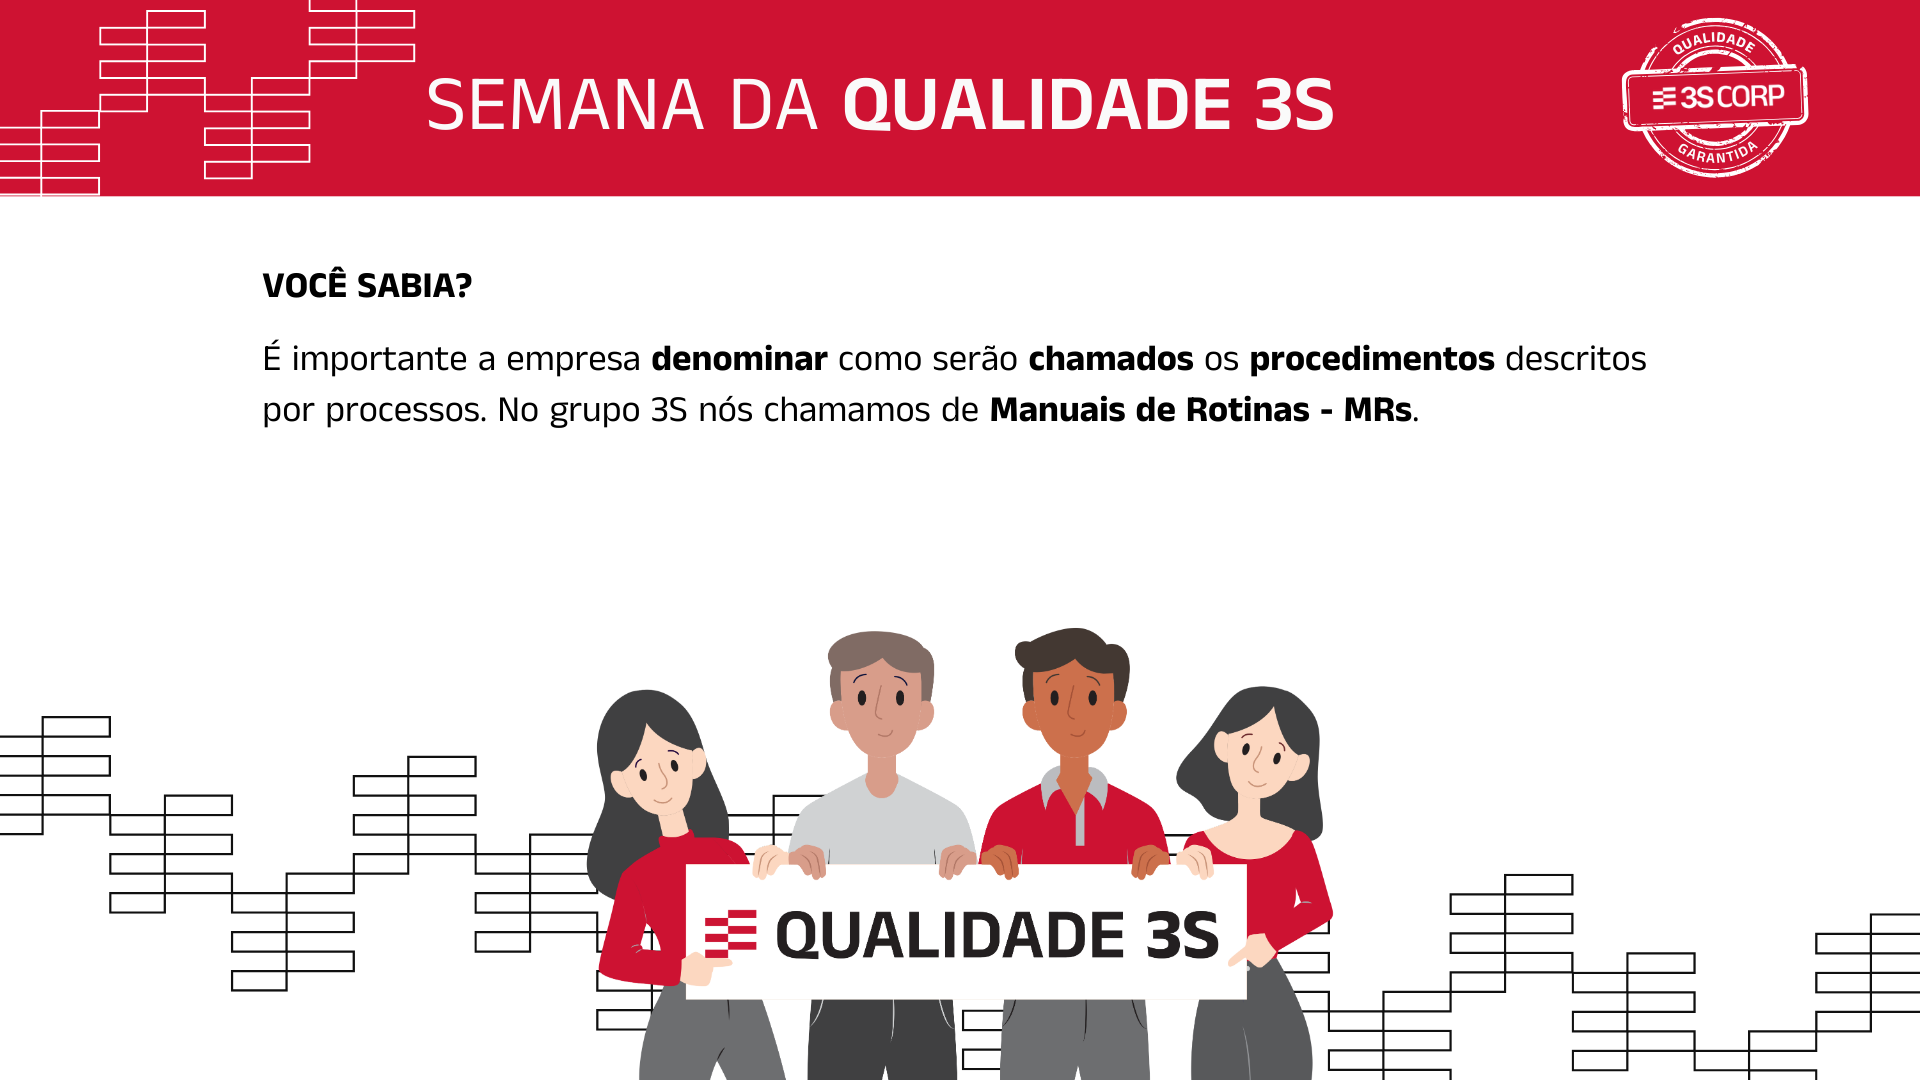 SEMANA DA QUALIDADE 3S
QUALIDADE
3S CORP
GARANTIDA
VOCÊ SABIA?
É importante a empresa denominar como serão chamados os procedimentos descritos
por processos. No grupo 3S nós chamamos de Manuais de Rotinas - MRs.
QUALIDADE 3S